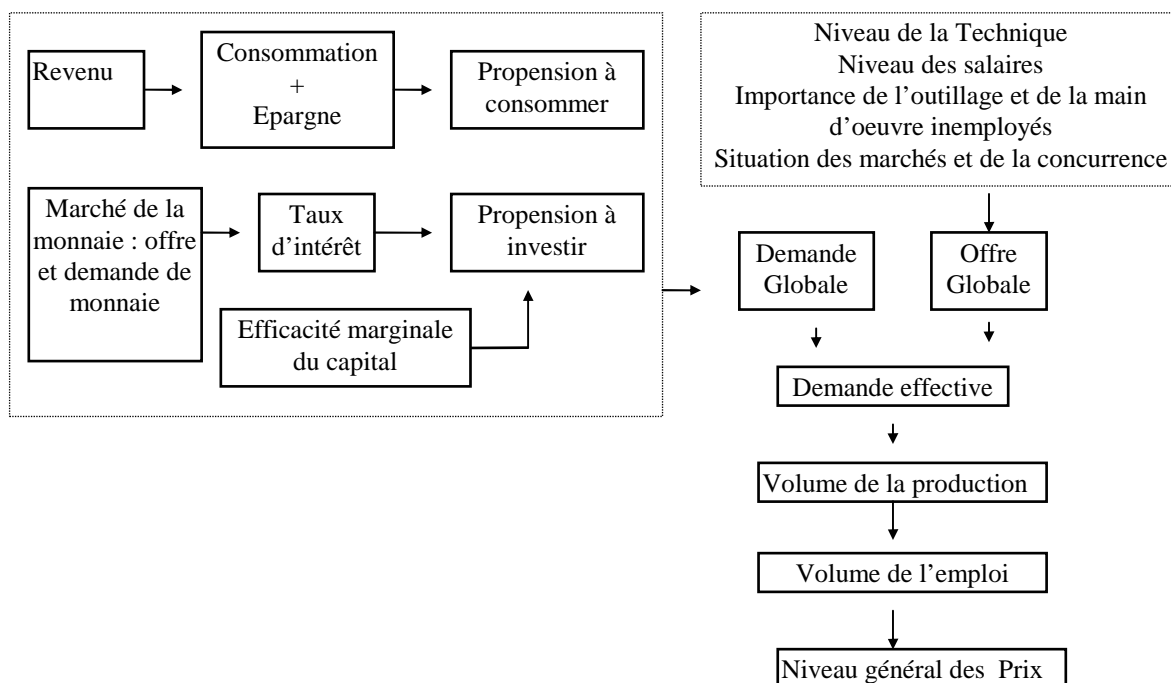 Revenu
Consommation
+
Epargne
Propension à
consommer
Marché de la
monnaie : offre
et demande de
monnaie
Taux
d’intérêt
Propension à
investir
Efficacité marginale
du capital
Niveau de la Technique
Niveau des salaires
Importance de l’outillage et de la main
d’oeuvre inemployés
Situation des marchés et de la concurrence
Demande
Globale
Offre
Globale
Demande effective
Volume de la production
Volume de l’emploi
Niveau général des Prix